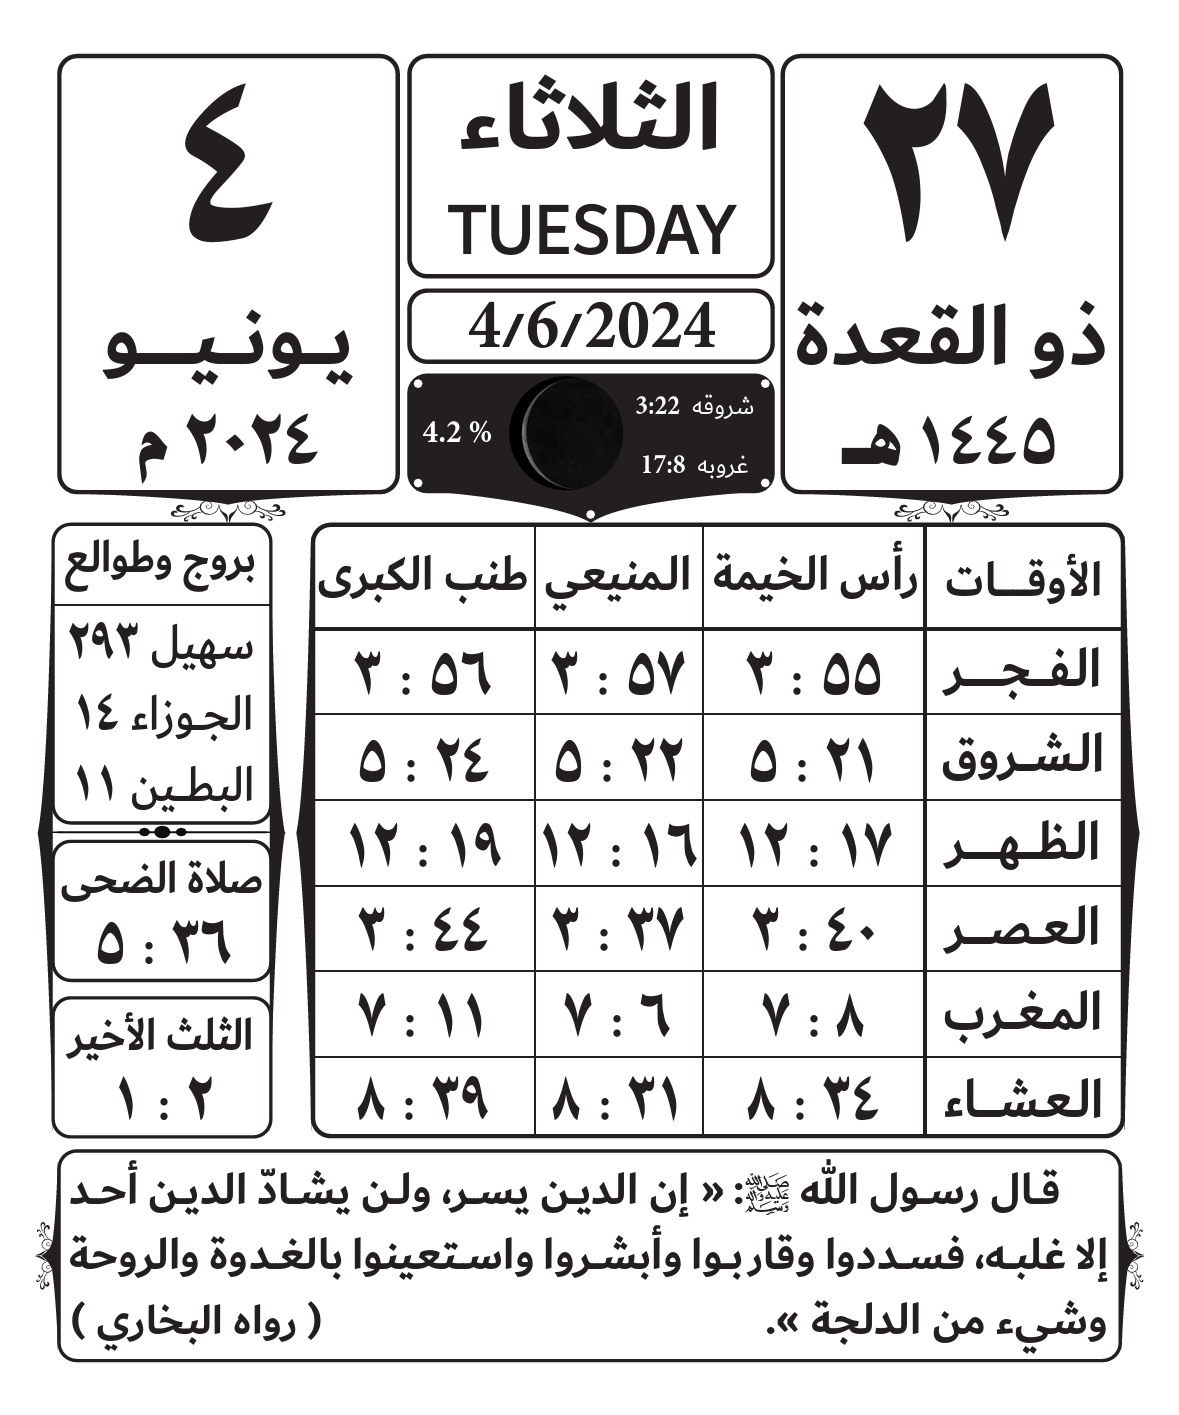 ٢٧
ذو القعدة
١٤٤٥ هـ
الثلاثاء
TUESDAY
4/6/2024
شروقه 3:22
غروبه 17:8
4.2 %
٤
يونيو
٢٠٢٤ م
الأوقات رأس الخيمة المنيعي طنب الكبرى
الفجر ٥٥ : ٣ ٥٧ : ٣ ٥٦ : ٣
الشروق ٢١ : ٥ ٢٢ : ٥ ٢٤ : ٥
الظهر ١٧ : ١٢ ١٦ : ١٢ ١٩ : ١٢
العصر ٤٠ : ٣ ٣٧ : ٣ ٤٤ : ٣
المغرب ٨ : ٧ ٦ : ٧ ١١ : ٧
العشاء ٣٤ : ٨ ٣١ : ٨ ٣٩ : ٨
بروج وطوالع
سهيل ٢٩٣
الجوزاء ١٤
البطين ١١
صلاة الضحى
٣٦ : ٥
الثلث الأخير
٢ : ١
قال رسول الله ﷺ: « إن الدين يسر، ولن يشادّ الدين أحد
إلا غلبه، فسددوا وقاربوا وأبشروا واستعينوا بالغدوة والروحة
وشيء من الدلجة ». ( رواه البخاري )